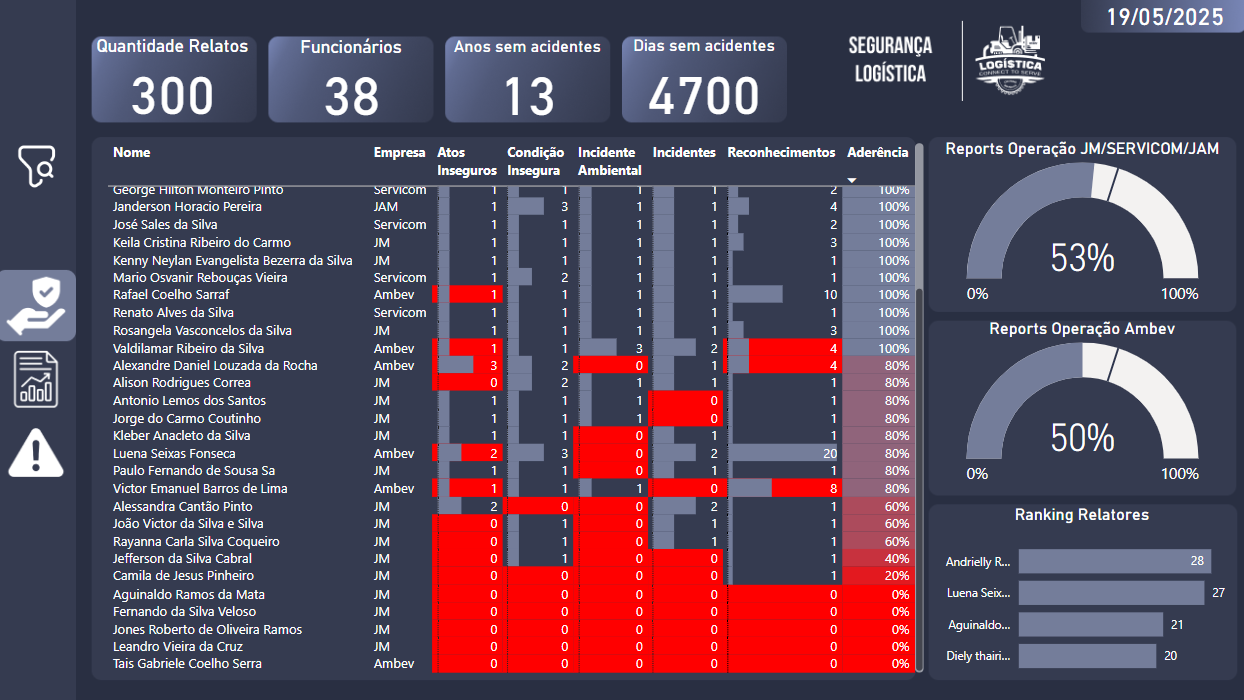 19/05/2025
Quantidade Relatos
300
Funcionários
38
Anos sem acidentes
13
Dias sem acidentes
4700
SEGURANÇA
LOGÍSTICA
LOGÍSTICA
CONNECT TO SERVE
Nome Empresa Atos Inseguros Condição Insegura Incidente Ambiental Incidentes Reconhecimentos Aderência
George Hilton Monteiro Pinto Servicom 1 1 1 1 2 100%
Janderson Horacio Pereira JAM 1 3 1 1 4 100%
José Sales da Silva Servicom 1 1 1 1 2 100%
Keila Cristina Ribeiro do Carmo JM 1 1 1 1 3 100%
Kenny Neylan Evangelista Bezerra da Silva JM 1 1 1 1 1 100%
Mario Osvanir Rebouças Vieira Servicom 1 2 1 1 1 100%
Rafael Coelho Sarraf Ambev 1 1 1 1 10 100%
Renato Alves da Silva Servicom 1 1 1 1 1 100%
Rosangela Vasconcelos da Silva JM 1 1 1 1 3 100%
Valdilamar Ribeiro da Silva Ambev 1 1 3 2 4 100%
Alexandre Daniel Louzada da Rocha Ambev 3 2 0 1 4 80%
Alison Rodrigues Correa JM 0 2 1 1 1 80%
Antonio Lemos dos Santos JM 1 1 1 0 1 80%
Jorge do Carmo Coutinho JM 1 1 1 0 1 80%
Kleber Anacleto da Silva JM 1 1 0 1 1 80%
Luena Seixas Fonseca Ambev 2 3 0 2 20 80%
Paulo Fernando de Sousa Sa JM 1 1 0 1 1 80%
Victor Emanuel Barros de Lima Ambev 1 1 1 0 8 80%
Alessandra Cantão Pinto JM 2 0 0 2 1 60%
João Victor da Silva e Silva JM 0 1 0 1 1 60%
Rayanna Carla Silva Coqueiro JM 0 1 0 1 1 60%
Jefferson da Silva Cabral JM 0 1 0 0 1 40%
Camila de Jesus Pinheiro JM 0 0 0 0 1 20%
Aguinaldo Ramos da Mata JM 0 0 0 0 0 0%
Fernando da Silva Veloso JM 0 0 0 0 0 0%
Jones Roberto de Oliveira Ramos JM 0 0 0 0 0 0%
Leandro Vieira da Cruz JM 0 0 0 0 0 0%
Tais Gabriele Coelho Serra Ambev 0 0 0 0 0 0%
Reports Operação JM/SERVICOM/JAM
53%
0% 100%
Reports Operação Ambev
50%
0% 100%
Ranking Relatores
Andrielly R... 28
Luena Seix... 27
Aguinaldo... 21
Diely thairi... 20